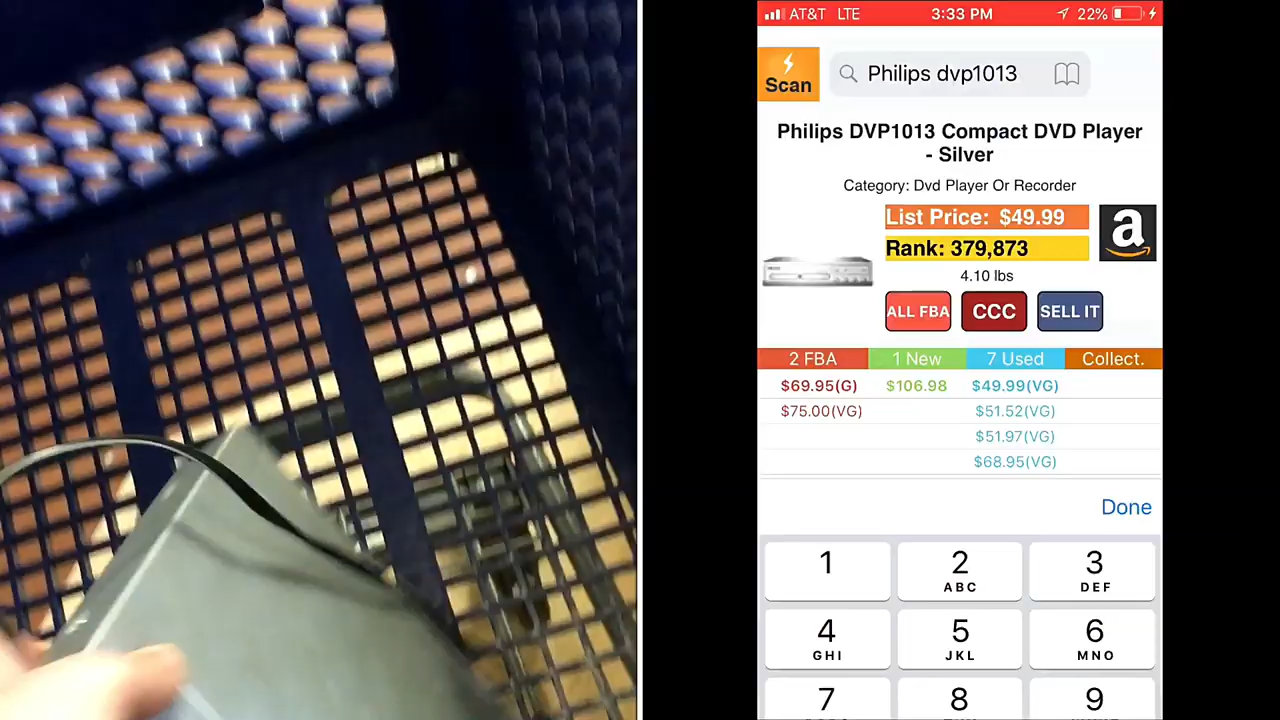 AT&T LTE 3:33 PM 22%
Scan
Philips dvp1013
Philips DVP1013 Compact DVD Player
- Silver
Category: Dvd Player Or Recorder
List Price: $49.99
Rank: 379,873
4.10 lbs
a
ALL FBA CCC SELL IT
2 FBA 1 New 7 Used Collect.
$69.95(G) $106.98 $49.99(VG)
$75.00(VG) $51.52(VG)
$51.97(VG)
$68.95(VG)
Done
1 2 3
ABC DEF
4 5 6
GHI JKL MNO
7 8 9